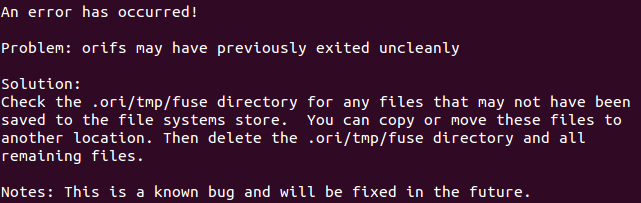 An error has occurred!
Problem: orifs may have previously exited uncleanly
Solution:
Check the .ori/tmp/fuse directory for any files that may not have been
saved to the file systems store.  You can copy or move these files to
another location. Then delete the .ori/tmp/fuse directory and all
remaining files.
Notes: This is a known bug and will be fixed in the future.